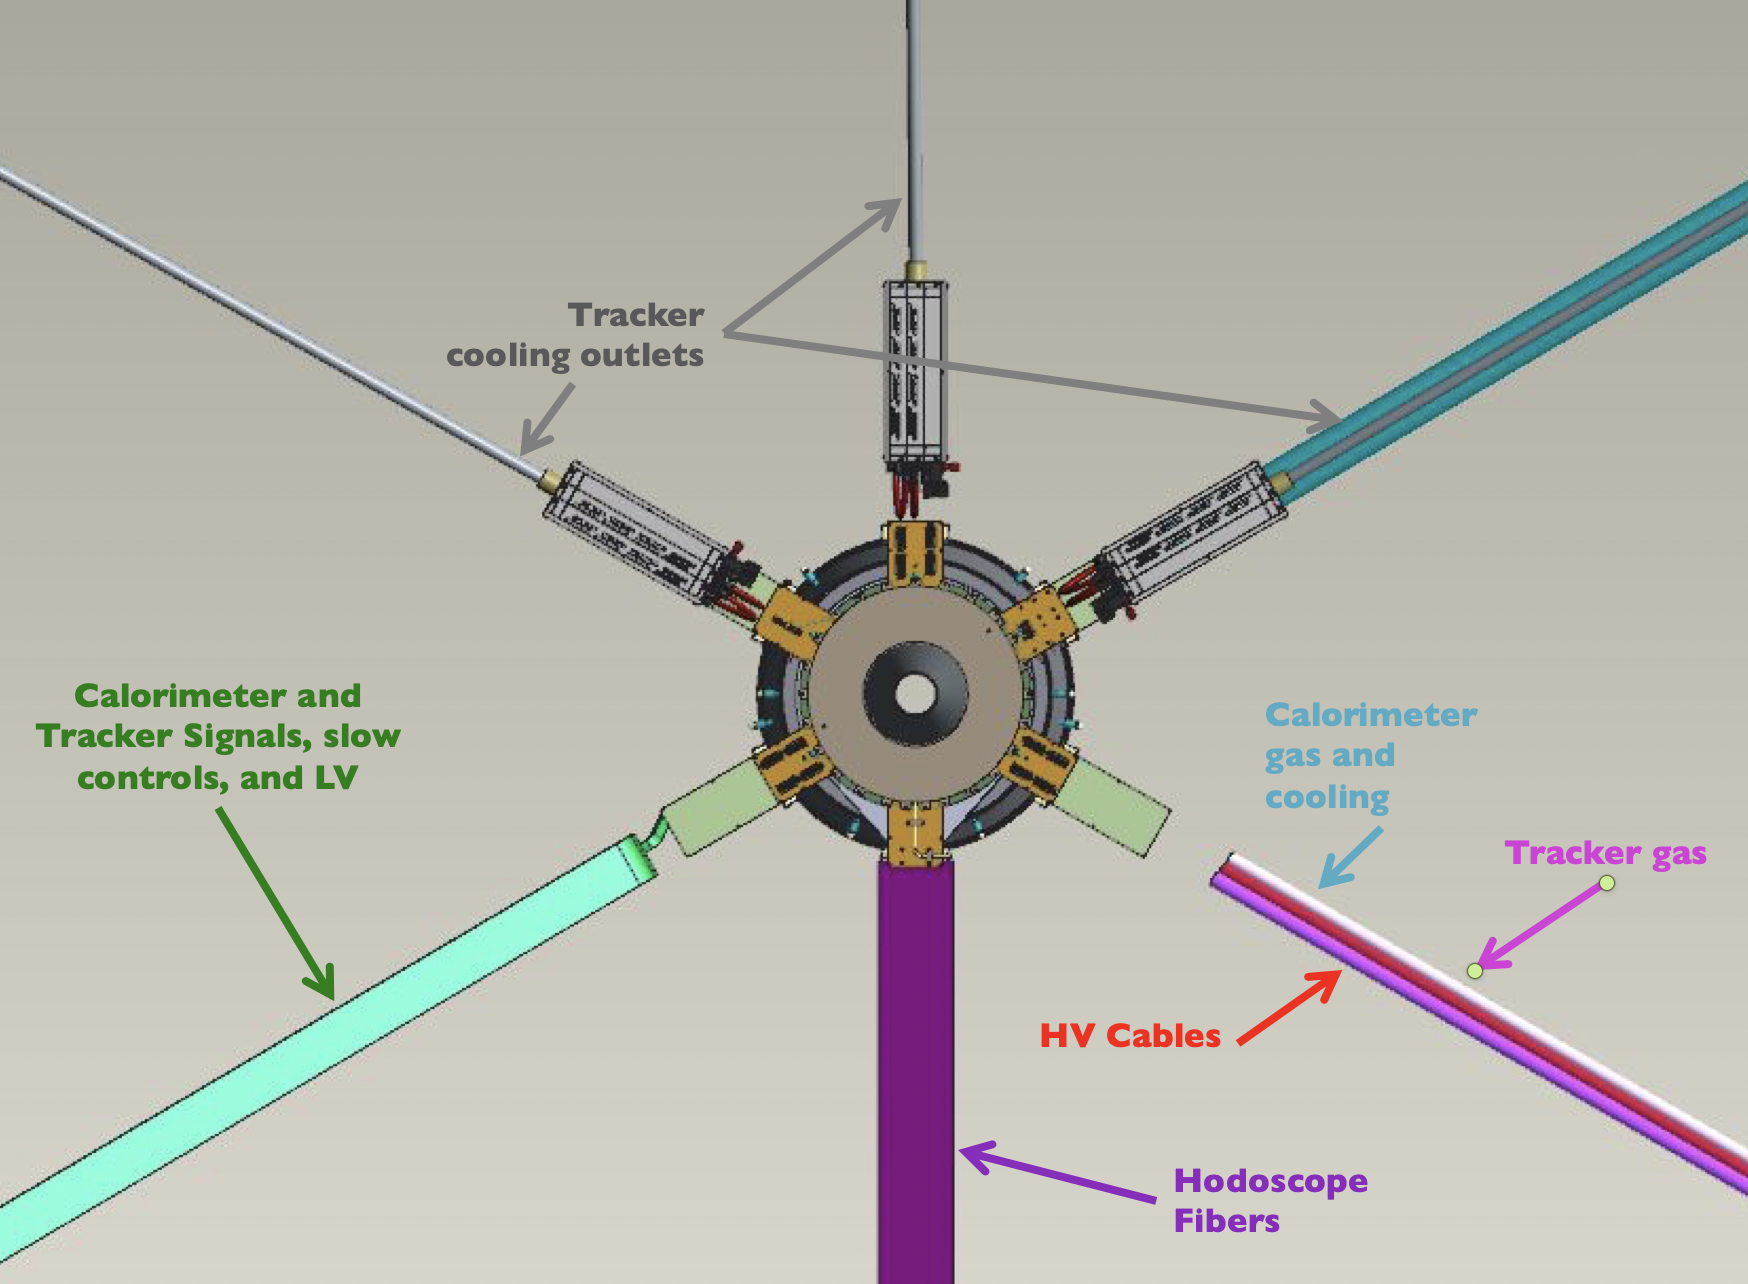 Tracker
cooling outlets
Calorimeter and
Tracker Signals, slow
controls, and LV
Calorimeter
gas and
cooling
Tracker gas
HV Cables
Hodoscope
Fibers